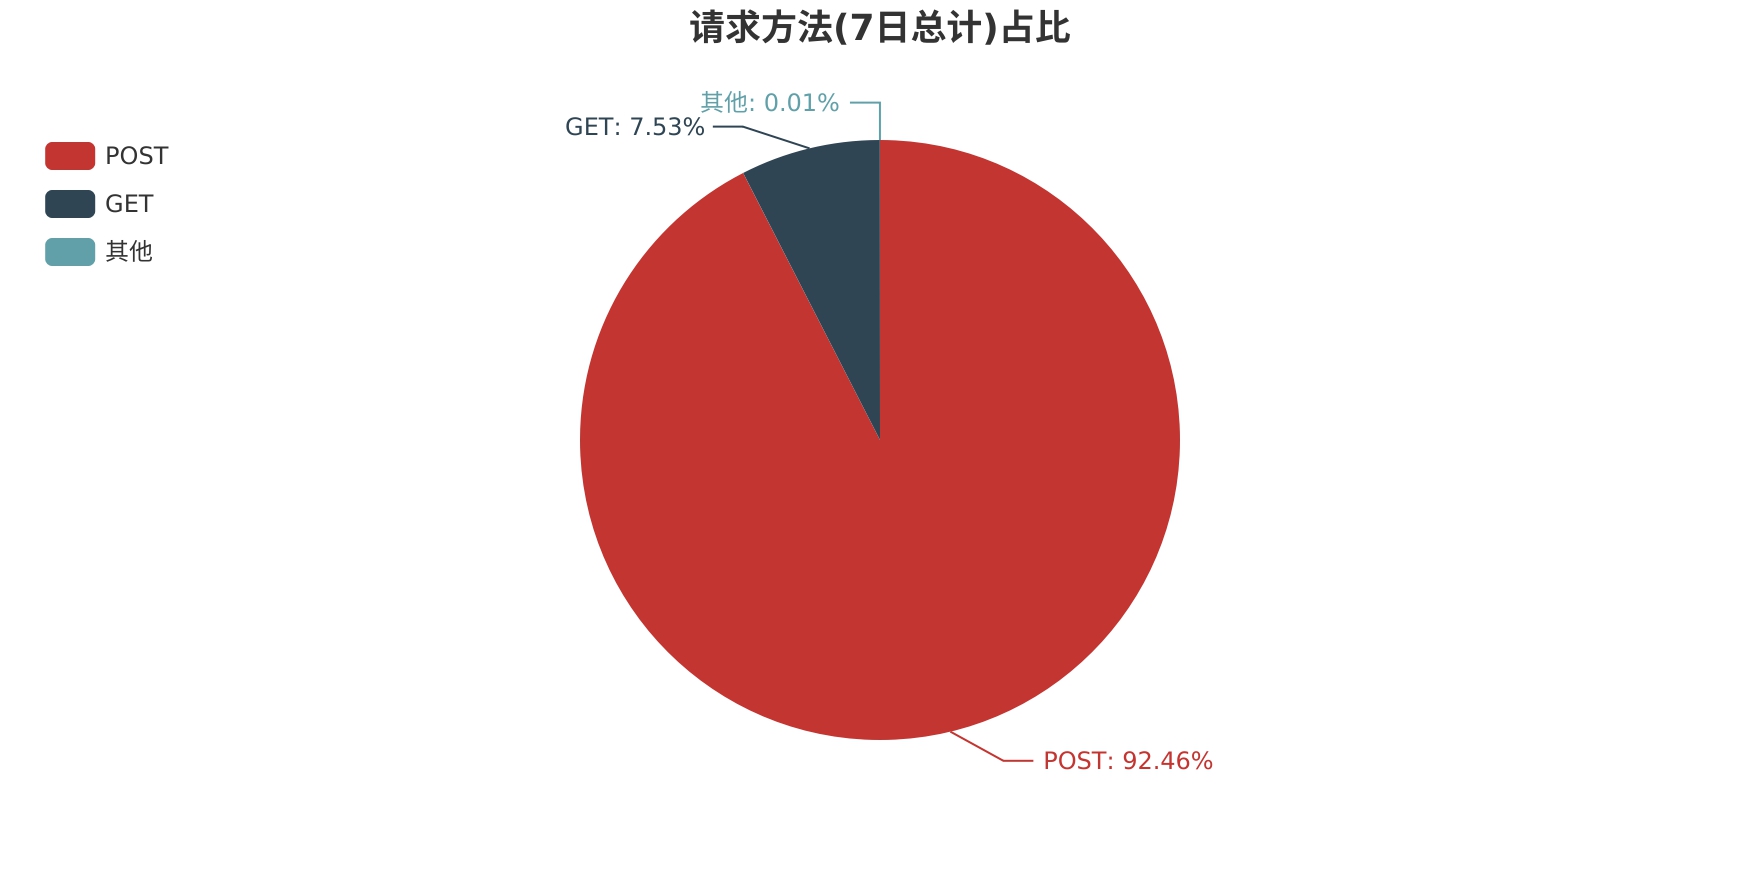 请求方法(7日总计)占比
其他: 0.01%
GET: 7.53%
POST
GET
其他
POST: 92.46%